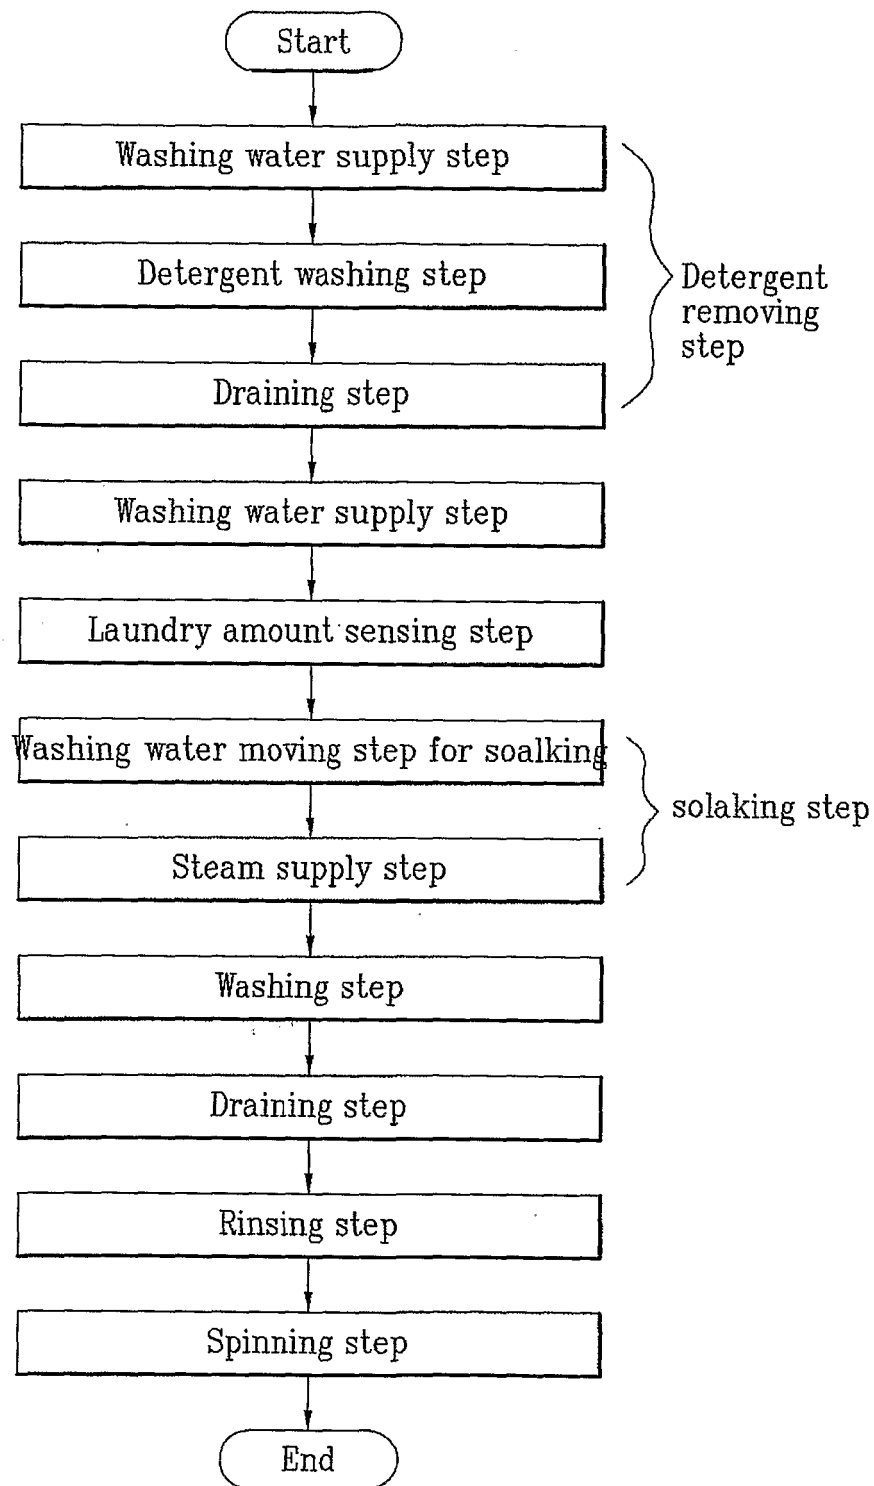 Start
Washing water supply step
Detergent washing step
Detergent
removing
step
Draining step
Washing water supply step
Laundry amount sensing step
Washing water moving step for soalking
solaking step
Steam supply step
Washing step
Draining step
Rinsing step
Spinning step
End